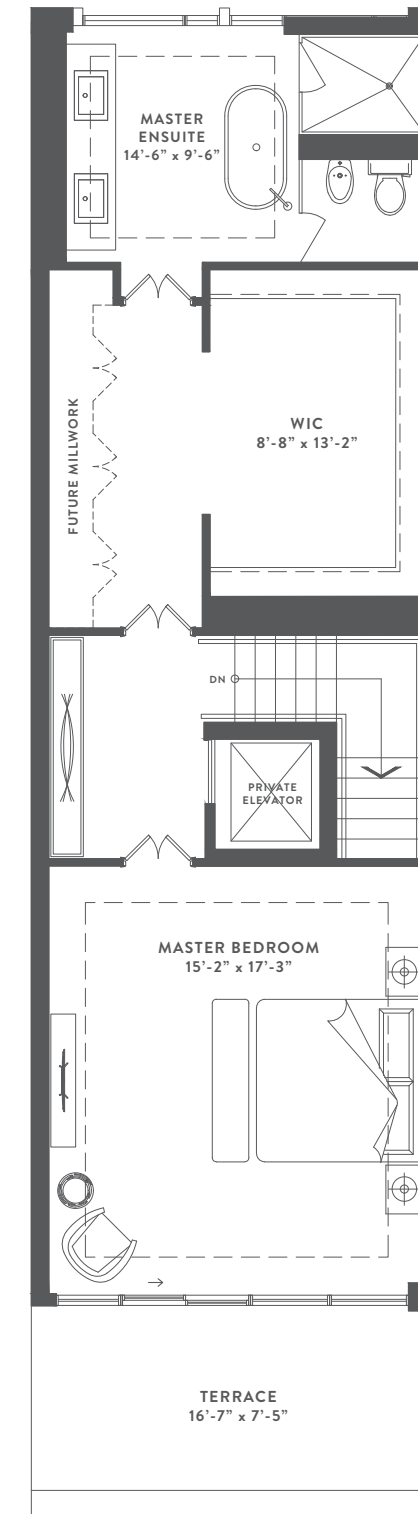 MASTER
ENSUITE
14’-6” x 9’-6”
WIC
8’-8” x 13’-2”
FUTURE MILLWORK
DN
PRIVATE
ELEVATOR
MASTER BEDROOM
15’-2” x 17’-3”
TERRACE
16’-7” x 7’-5”